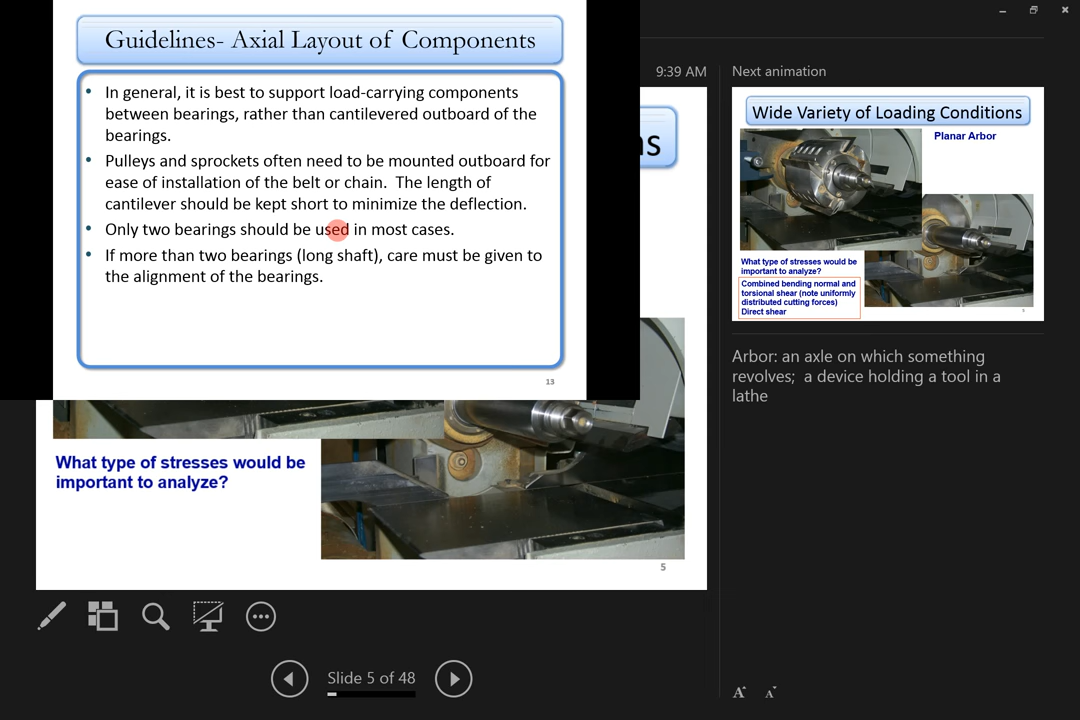 Guidelines- Axial Layout of Components
• In general, it is best to support load-carrying components
between bearings, rather than cantilevered outboard of the
bearings.
• Pulleys and sprockets often need to be mounted outboard for
ease of installation of the belt or chain. The length of
cantilever should be kept short to minimize the deflection.
• Only two bearings should be used in most cases.
• If more than two bearings (long shaft), care must be given to
the alignment of the bearings.
13
9:39 AM
ns
What type of stresses would be
important to analyze?
5
Slide 5 of 48
Next animation
Wide Variety of Loading Conditions
Planar Arbor
What type of stresses would be
important to analyze?
Combined bending normal and
torsional shear (note uniformly
distributed cutting forces)
Direct shear
Arbor: an axle on which something
revolves; a device holding a tool in a
lathe
A A